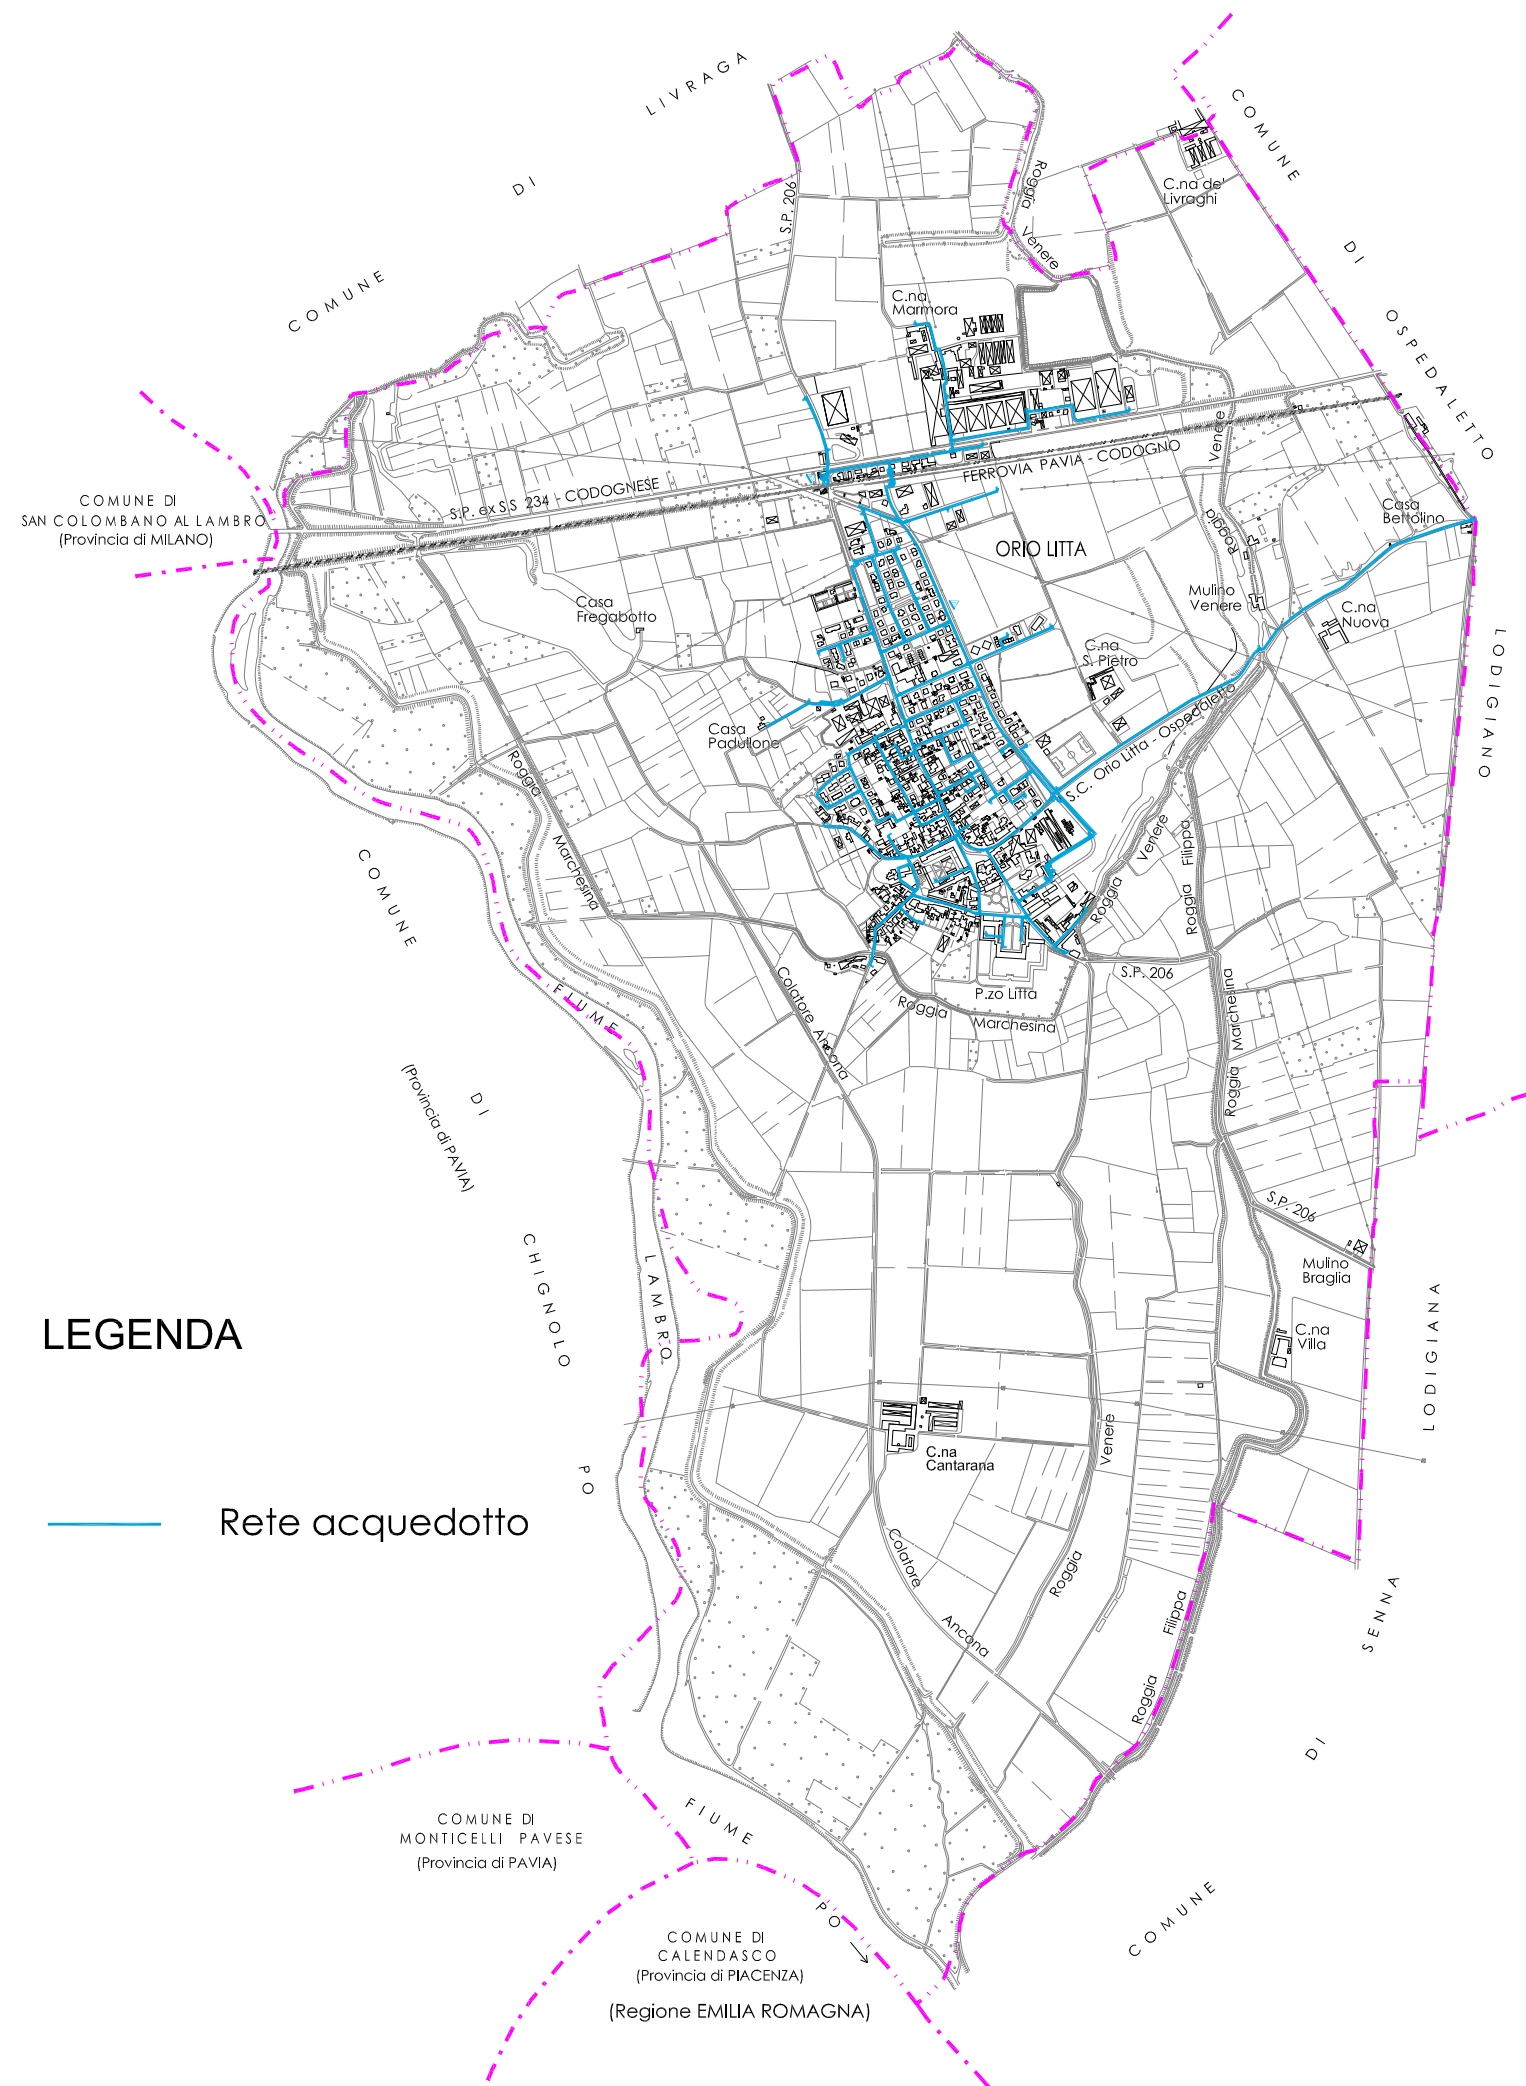 COMUNE DI LIVRAGA
COMUNE DI OSPEDALETTO LODIGIANO
Roggia
Venere
S.P. 206
C.na de'
Livraghi
C.na
Marmora
COMUNE DI
SAN COLOMBANO AL LAMBRO
(Provincia di MILANO)
S.P. ex S.S 234 - CODOGNESE
FERROVIA PAVIA - CODOGNO
Venere
Roggia
Casa
Bettolino
ORIO LITTA
Casa
Fregabotto
Mulino
Venere
C.na
Nuova
C.na
S. Pietro
Casa
Padullone
S.C. Orio Litta - Ospedaletto
Roggia
Marchesina
Roggia
Venere
Roggia
Filippa
COMUNE DI CHIGNOLO PO
(Provincia di PAVIA)
FIUME
LAMBRO
Colatore Ancona
Roggia
Marchesina
P.zo Litta
S.P. 206
Roggia Marchesina
S.P. 206
Mulino
Braglia
C.na
Villa
LEGENDA
Rete acquedotto
C.na
Cantarana
Venere
Roggia
Colatore
Ancona
Filippa
Roggia
COMUNE DI SENNA LODIGIANA
COMUNE DI
MONTICELLI PAVESE
(Provincia di PAVIA)
FIUME
PO
COMUNE DI
CALENDASCO
(Provincia di PIACENZA)
(Regione EMILIA ROMAGNA)